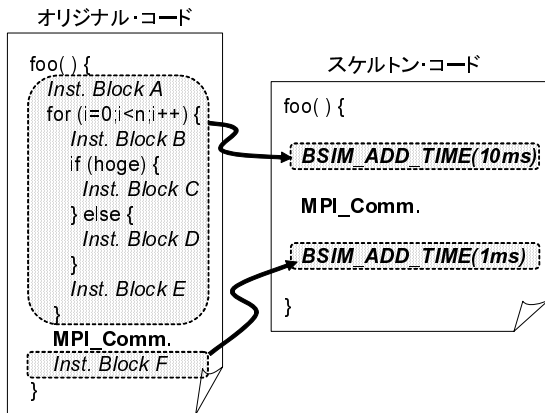 オリジナル・コード
foo( ) {
Inst. Block A
for (i=0;i<n;i++) {
Inst. Block B
if (hoge) {
Inst. Block C
} else {
Inst. Block D
}
Inst. Block E
}
MPI_Comm.
Inst. Block F
}
スケルトン・コード
foo( ) {
BSIM_ADD_TIME(10ms)
MPI_Comm.
BSIM_ADD_TIME(1ms)
}